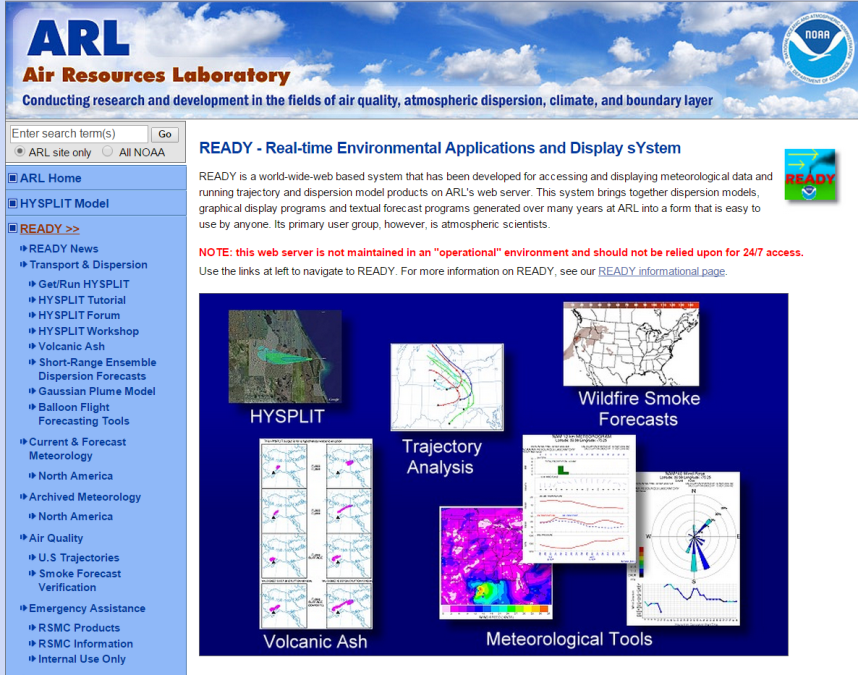 ARL
Air Resources Laboratory
Conducting research and development in the fields of air quality, atmospheric dispersion, climate, and boundary layer
NOAA
Enter search term(s)
Go
ARL site only
All NOAA
ARL Home
HYSPLIT Model
READY >>
READY News
Transport & Dispersion
Get/Run HYSPLIT
HYSPLIT Tutorial
HYSPLIT Forum
HYSPLIT Workshop
Volcanic Ash
Short-Range Ensemble
Dispersion Forecasts
Gaussian Plume Model
Balloon Flight
Forecasting Tools
Current & Forecast
Meteorology
North America
Archived Meteorology
North America
Air Quality
U.S Trajectories
Smoke Forecast
Verification
Emergency Assistance
RSMC Products
RSMC Information
Internal Use Only
READY - Real-time Environmental Applications and Display sYstem
READY
READY is a world-wide-web based system that has been developed for accessing and displaying meteorological data and
running trajectory and dispersion model products on ARL's web server. This system brings together dispersion models,
graphical display programs and textual forecast programs generated over many years at ARL into a form that is easy to
use by anyone. Its primary user group, however, is atmospheric scientists.
NOTE: this web server is not maintained in an "operational" environment and should not be relied upon for 24/7 access.
Use the links at left to navigate to READY. For more information on READY, see our READY informational page.
HYSPLIT
Trajectory
Analysis
Wildfire Smoke
Forecasts
N
W
E
S
Volcanic Ash
Meteorological Tools